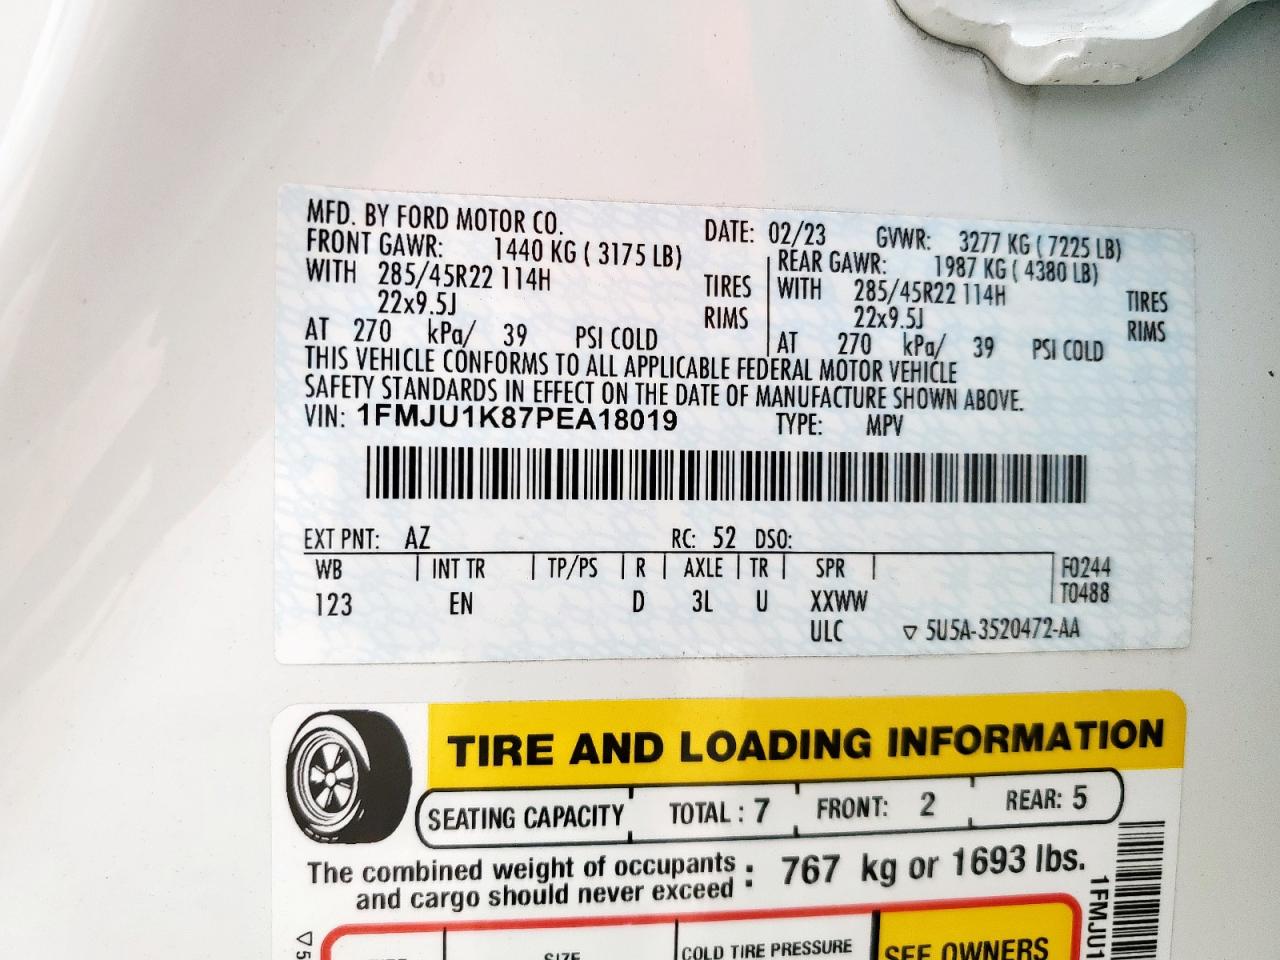 MFD. BY FORD MOTOR CO. DATE: 02/23 GVWR: 3277 KG ( 7225 LB)
FRONT GAWR: 1440 KG ( 3175 LB) REAR GAWR: 1987 KG ( 4380 LB)
WITH 285/45R22 114H TIRES WITH 285/45R22 114H TIRES
22x9.5J RIMS 22x9.5J RIMS
AT 270 kPa/ 39 PSI COLD AT 270 kPa/ 39 PSI COLD
THIS VEHICLE CONFORMS TO ALL APPLICABLE FEDERAL MOTOR VEHICLE
SAFETY STANDARDS IN EFFECT ON THE DATE OF MANUFACTURE SHOWN ABOVE.
VIN: 1FMJU1K87PEA18019 TYPE: MPV
EXT PNT: AZ RC: 52 DSO:
WB INT TR TP/PS R AXLE TR SPR F0244
123 EN D 3L U XXWW T0488
ULC ▽ 5U5A-3520472-AA
TIRE AND LOADING INFORMATION
SEATING CAPACITY TOTAL : 7 FRONT: 2 REAR: 5
The combined weight of occupants
and cargo should never exceed : 767 kg or 1693 lbs.
SIZE COLD TIRE PRESSURE SEE OWNERS
1FMJU1
▽ 5